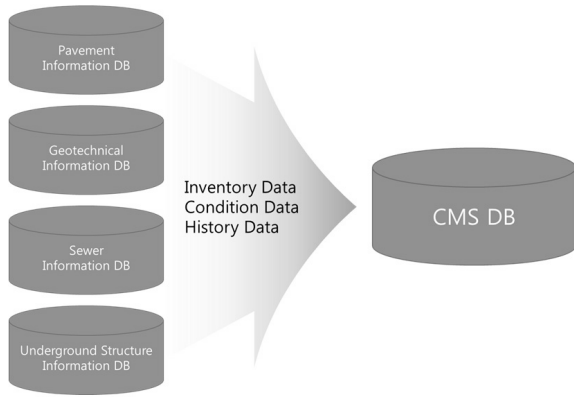 Pavement
Information DB
Geotechnical
Information DB
Sewer
Information DB
Underground Structure
Information DB
Inventory Data
Condition Data
History Data
CMS DB